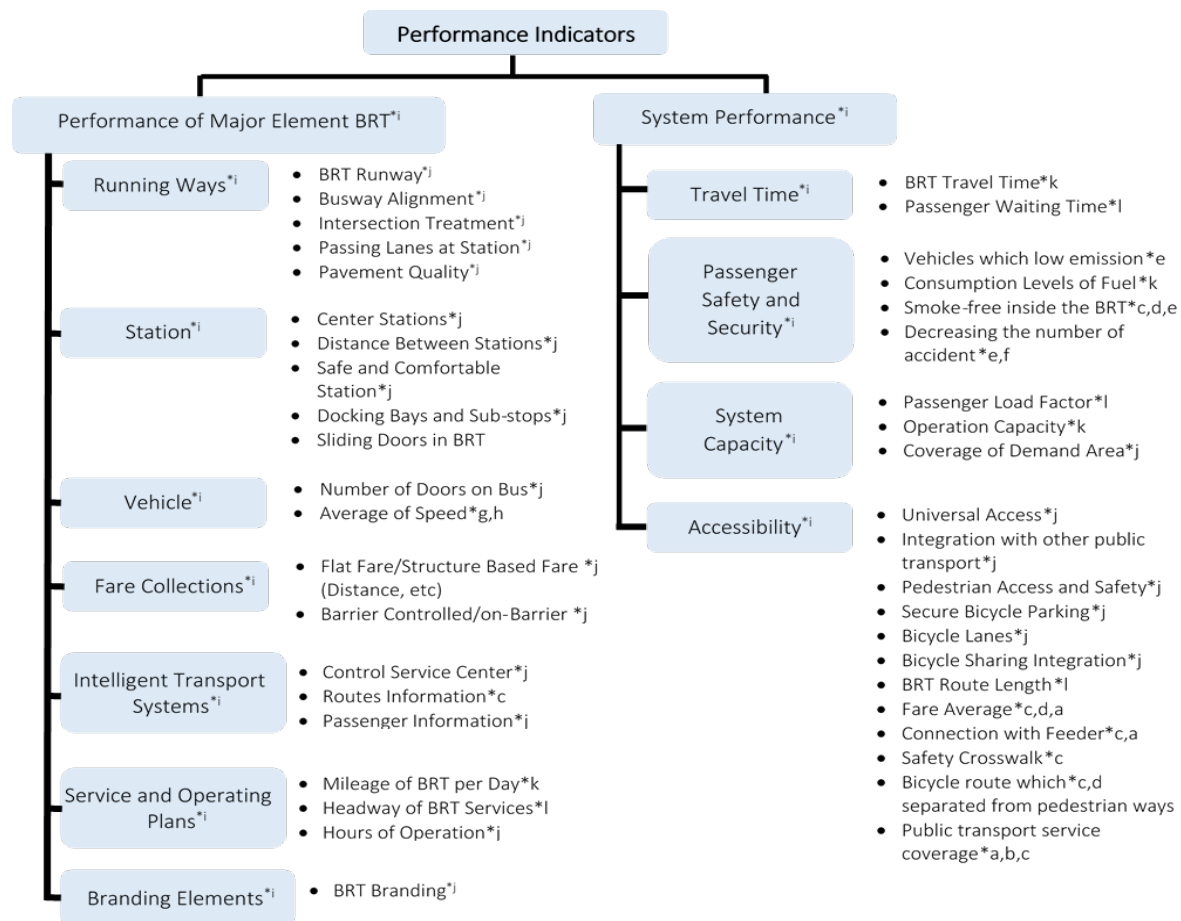 Performance Indicators
Performance of Major Element BRT*i
Running Ways*i
• BRT Runway*j
• Busway Alignment*j
• Intersection Treatment*j
• Passing Lanes at Station*j
• Pavement Quality*j
Station*i
• Center Stations*j
• Distance Between Stations*j
• Safe and Comfortable
Station*j
• Docking Bays and Sub-stops*j
• Sliding Doors in BRT
Vehicle*i
• Number of Doors on Bus*j
• Average of Speed*g,h
Fare Collections*i
• Flat Fare/Structure Based Fare *j
(Distance, etc)
• Barrier Controlled/on-Barrier *j
Intelligent Transport
Systems*i
• Control Service Center*j
• Routes Information*c
• Passenger Information*j
Service and Operating
Plans*i
• Mileage of BRT per Day*k
• Headway of BRT Services*l
• Hours of Operation*j
Branding Elements*i
• BRT Branding*j
System Performance*i
Travel Time*i
• BRT Travel Time*k
• Passenger Waiting Time*l
Passenger
Safety and
Security*i
• Vehicles which low emission*e
• Consumption Levels of Fuel*k
• Smoke-free inside the BRT*c,d,e
• Decreasing the number of
accident*e,f
System
Capacity*i
• Passenger Load Factor*l
• Operation Capacity*k
• Coverage of Demand Area*j
Accessibility*i
• Universal Access*j
• Integration with other public
transport*j
• Pedestrian Access and Safety*j
• Secure Bicycle Parking*j
• Bicycle Lanes*j
• Bicycle Sharing Integration*j
• BRT Route Length*l
• Fare Average*c,d,a
• Connection with Feeder*c,a
• Safety Crosswalk*c
• Bicycle route which*c,d
separated from pedestrian ways
• Public transport service
coverage*a,b,c